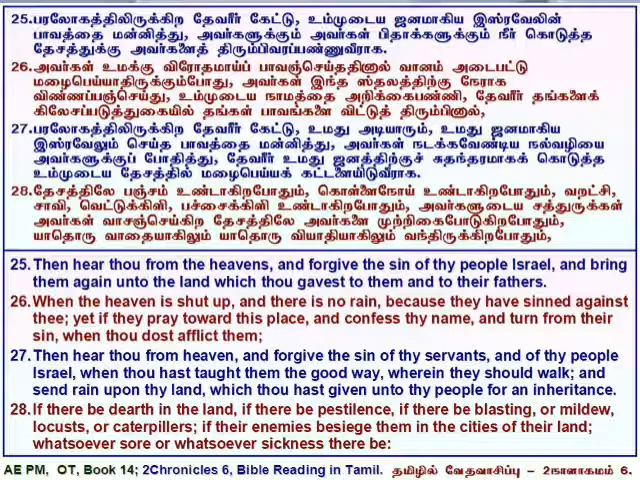 25.பரலோகத்திலிருக்கிற தேவரீர் கேட்டு, உம்முடைய ஜனமாகிய இஸ்ரவேலின்
பாவத்தை மன்னித்து, அவர்களுக்கும் அவர்கள் பிதாக்களுக்கும் நீர் கொடுத்த
தேசத்துக்கு அவர்களைத் திரும்பிவரப்பண்ணுவீராக.
26.அவர்கள் உமக்கு விரோதமாய்ப் பாவஞ்செய்ததினால் வானம் அடைபட்டு
மழைபெய்யாதிருக்கும்போது, அவர்கள் இந்த ஸ்தலத்திற்கு நேராக
விண்ணப்பஞ்செய்து, உம்முடைய நாமத்தை அறிக்கைபண்ணி, தேவரீர் தங்களைக்
கிலேசப்படுத்துகையில் தங்கள் பாவங்களை விட்டுத் திரும்பினால்,
27.பரலோகத்திலிருக்கிற தேவரீர் கேட்டு, உமது அடியாரும், உமது ஜனமாகிய
இஸ்ரவேலும் செய்த பாவத்தை மன்னித்து, அவர்கள் நடக்கவேண்டிய நல்வழியை
அவர்களுக்குப் போதித்து, தேவரீர் உமது ஜனத்திற்குச் சுதந்தரமாகக் கொடுத்த
உம்முடைய தேசத்தில் மழைபெய்யக் கட்டளையிடுவீராக.
28.தேசத்திலே பஞ்சம் உண்டாகிறபோதும், கொள்ளைநோய் உண்டாகிறபோதும், வறட்சி,
சாவி, வெட்டுக்கிளி, பச்சைக்கிளி உண்டாகிறபோதும், அவர்களுடைய சத்துருக்கள்
அவர்கள் வாசஞ்செய்கிற தேசத்திலே அவர்களை முற்றிகைபோடுகிறபோதும்,
யாதொரு வாதையாகிலும் யாதொரு வியாதியாகிலும் வந்திருக்கிறபோதும்,
25.Then hear thou from the heavens, and forgive the sin of thy people Israel, and bring
them again unto the land which thou gavest to them and to their fathers.
26.When the heaven is shut up, and there is no rain, because they have sinned against
thee; yet if they pray toward this place, and confess thy name, and turn from their
sin, when thou dost afflict them;
27.Then hear thou from heaven, and forgive the sin of thy servants, and of thy people
Israel, when thou hast taught them the good way, wherein they should walk; and
send rain upon thy land, which thou hast given unto thy people for an inheritance.
28.If there be dearth in the land, if there be pestilence, if there be blasting, or mildew,
locusts, or caterpillers; if their enemies besiege them in the cities of their land;
whatsoever sore or whatsoever sickness there be:
AE PM, OT, Book 14; 2Chronicles 6, Bible Reading in Tamil. தமிழில் வேதவாசிப்பு – 2நாளாகமம் 6.